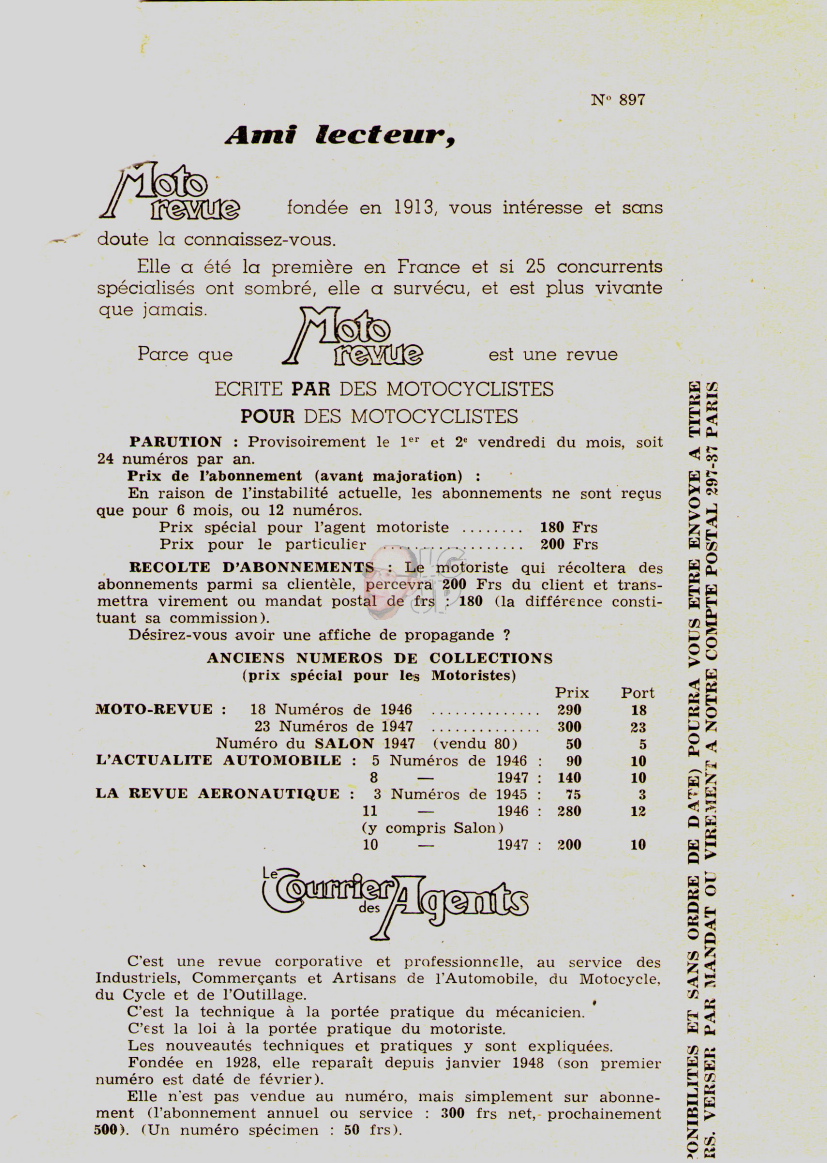 N° 897
Ami lecteur,
Moto revue fondée en 1913, vous intéresse et sans
doute la connaissez-vous.
Elle a été la première en France et si 25 concurrents
spécialisés ont sombré, elle a survécu, et est plus vivante
que jamais.
Parce que Moto revue est une revue
ECRITE PAR DES MOTOCYCLISTES
POUR DES MOTOCYCLISTES
PARUTION : Provisoirement le 1er et 2e vendredi du mois, soit
24 numéros par an.
Prix de l'abonnement (avant majoration) :
En raison de l'instabilité actuelle, les abonnements ne sont reçus
que pour 6 mois, ou 12 numéros.
Prix spécial pour l'agent motoriste ........ 180 Frs
Prix pour le particulier .................. 200 Frs
RECOLTE D'ABONNEMENTS : Le motoriste qui récoltera des
abonnements parmi sa clientèle, percevra 200 Frs du client et trans-
mettra virement ou mandat postal de frs : 180 (la différence consti-
tuant sa commission).
Désirez-vous avoir une affiche de propagande ?
ANCIENS NUMEROS DE COLLECTIONS
(prix spécial pour les Motoristes)
Prix Port
MOTO-REVUE : 18 Numéros de 1946 .............. 290 18
23 Numéros de 1947 .............. 300 23
Numéro du SALON 1947 (vendu 80) 50 5
L'ACTUALITE AUTOMOBILE : 5 Numéros de 1946 : 90 10
8 — 1947 : 140 10
LA REVUE AERONAUTIQUE : 3 Numéros de 1945 : 75 3
11 — 1946 : 280 12
(y compris Salon)
10 — 1947 : 200 10
Le Courrier des Agents
C'est une revue corporative et professionnelle, au service des
Industriels, Commerçants et Artisans de l'Automobile, du Motocycle,
du Cycle et de l'Outillage.
C'est la technique à la portée pratique du mécanicien.
C'est la loi à la portée pratique du motoriste.
Les nouveautés techniques et pratiques y sont expliquées.
Fondée en 1928, elle reparaît depuis janvier 1948 (son premier
numéro est daté de février).
Elle n'est pas vendue au numéro, mais simplement sur abonne-
ment (l'abonnement annuel ou service : 300 frs net, prochainement
500). (Un numéro spécimen : 50 frs).
ET SANS ORDRE DE DATE) POURRA VOUS ETRE ENVOYE A TITRE
VERSER PAR MANDAT OU VIREMENT A NOTRE COMPTE POSTAL 297-37 PARIS